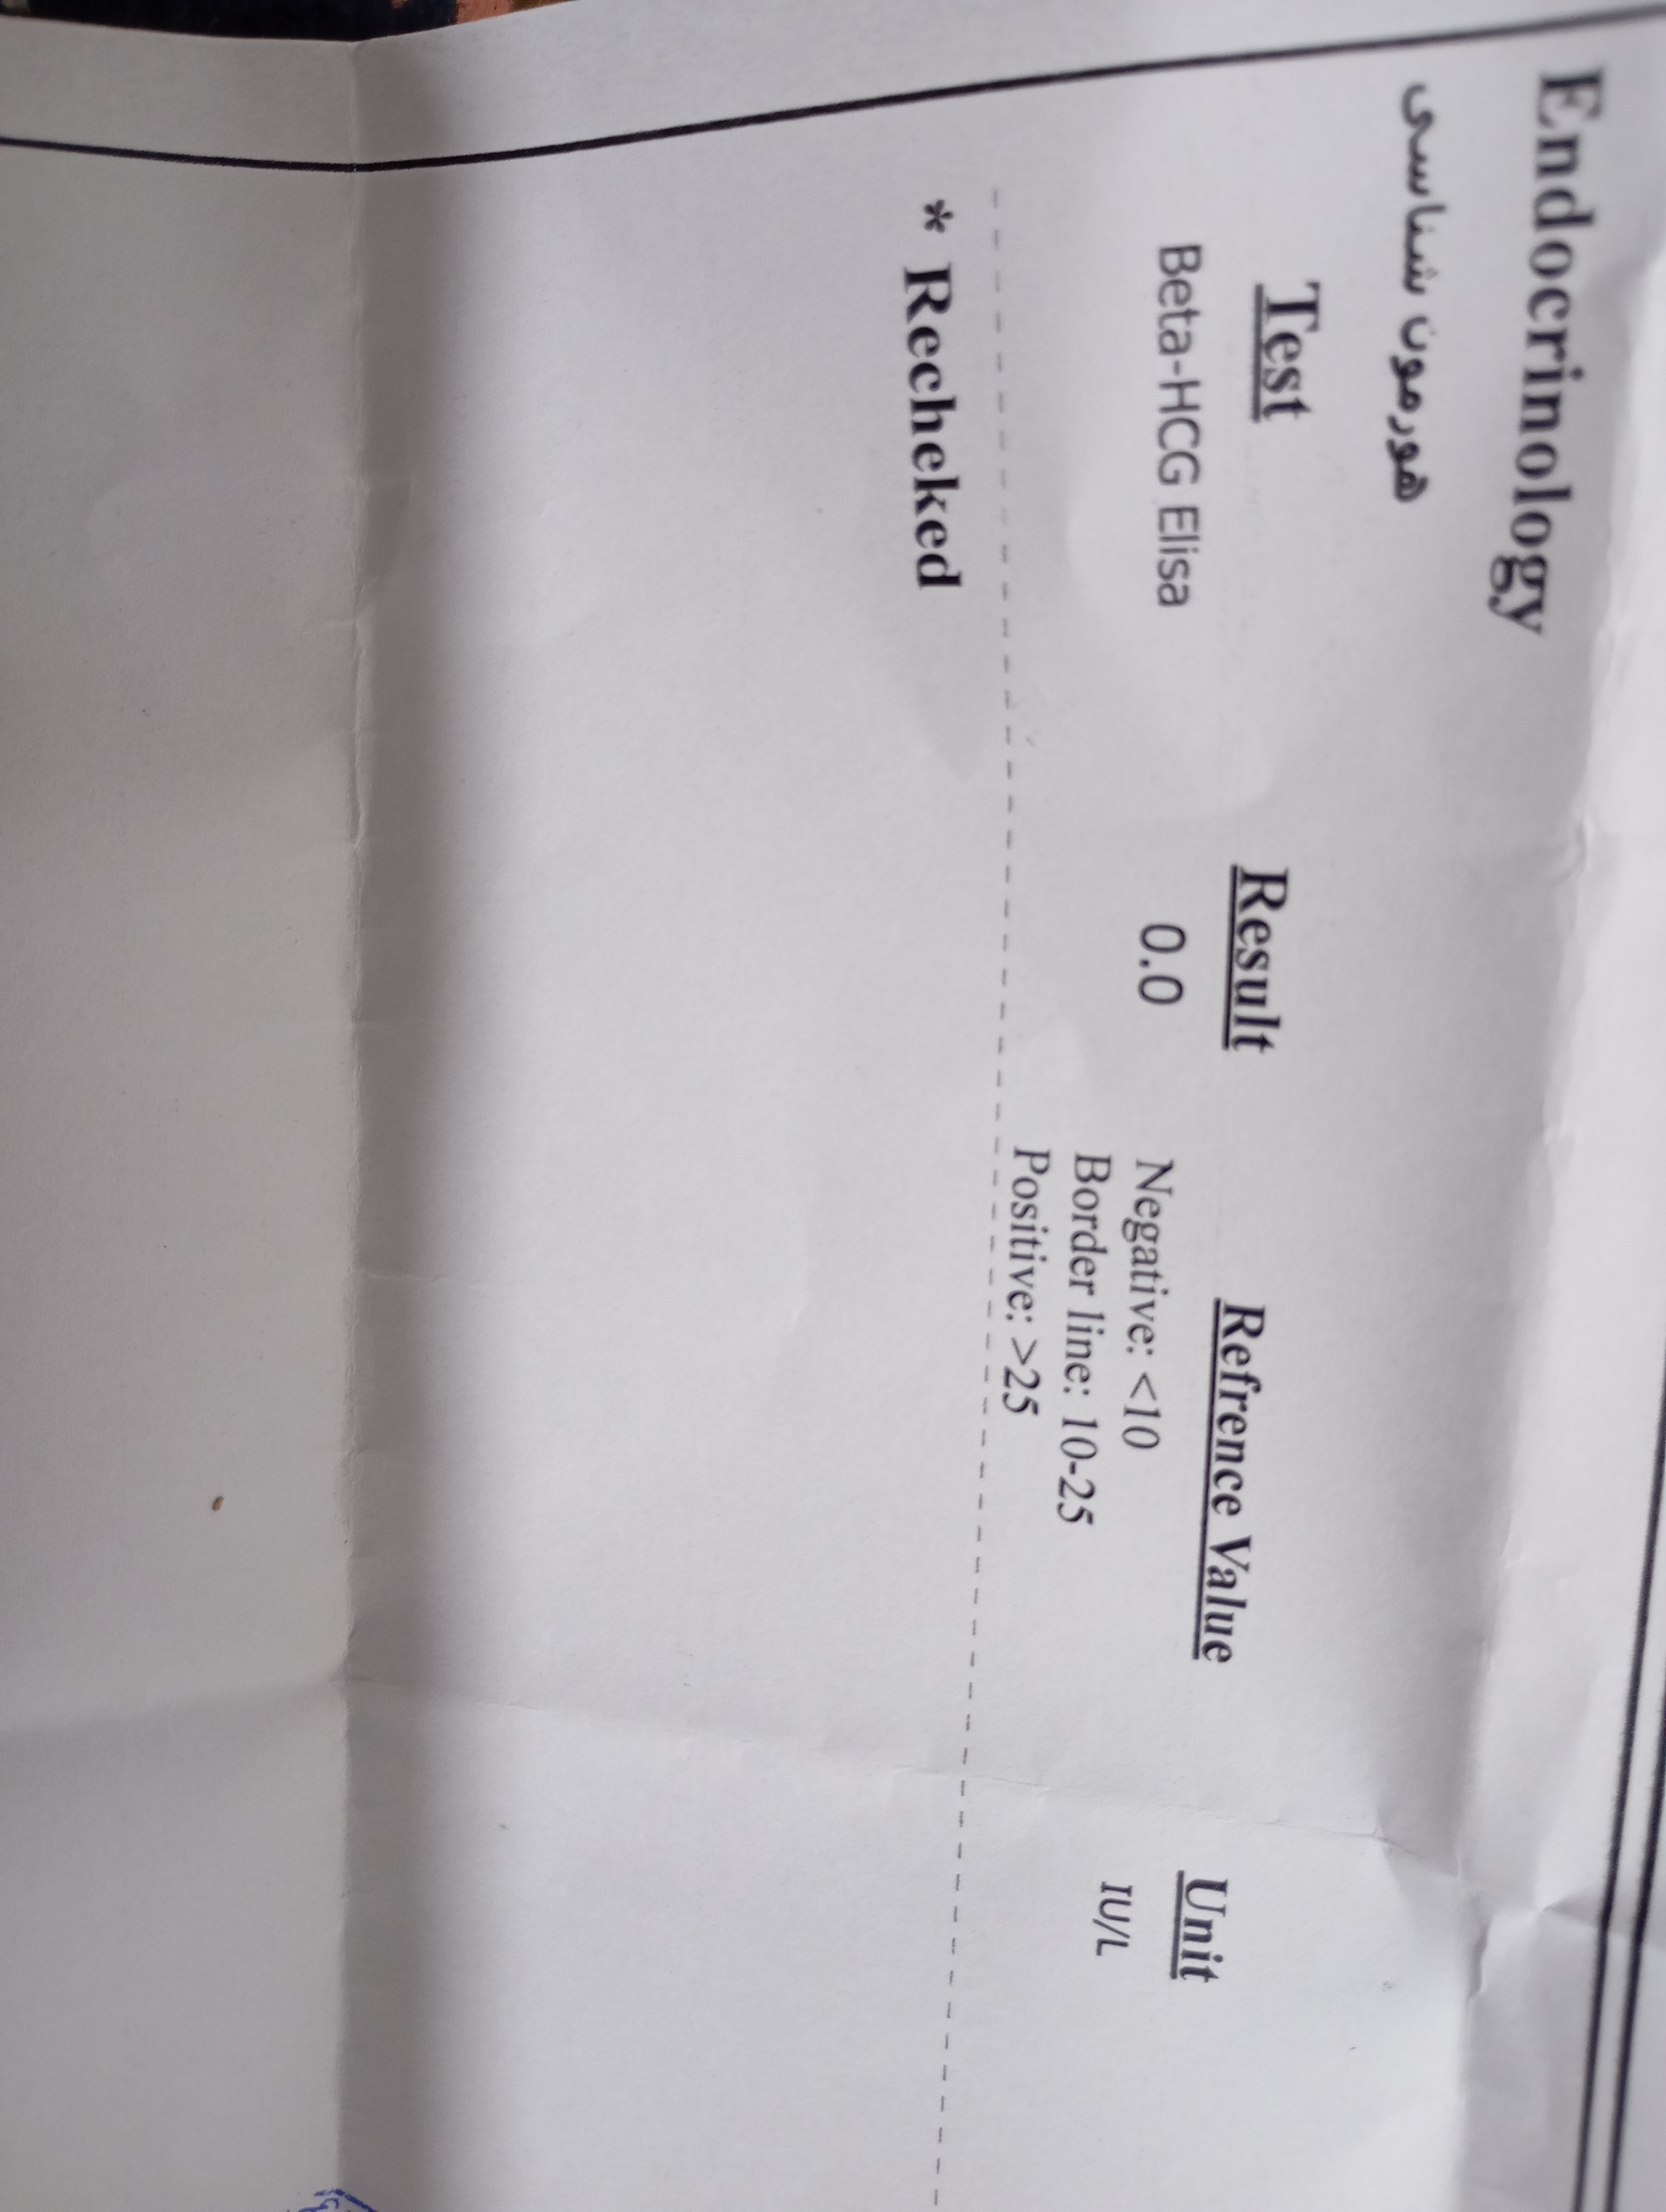 Endocrinology
هورمون شناسی
Test Result Refrence Value Unit
Beta-HCG Elisa 0.0 Negative: <10 IU/L
Border line: 10-25
Positive: >25
* Recheked